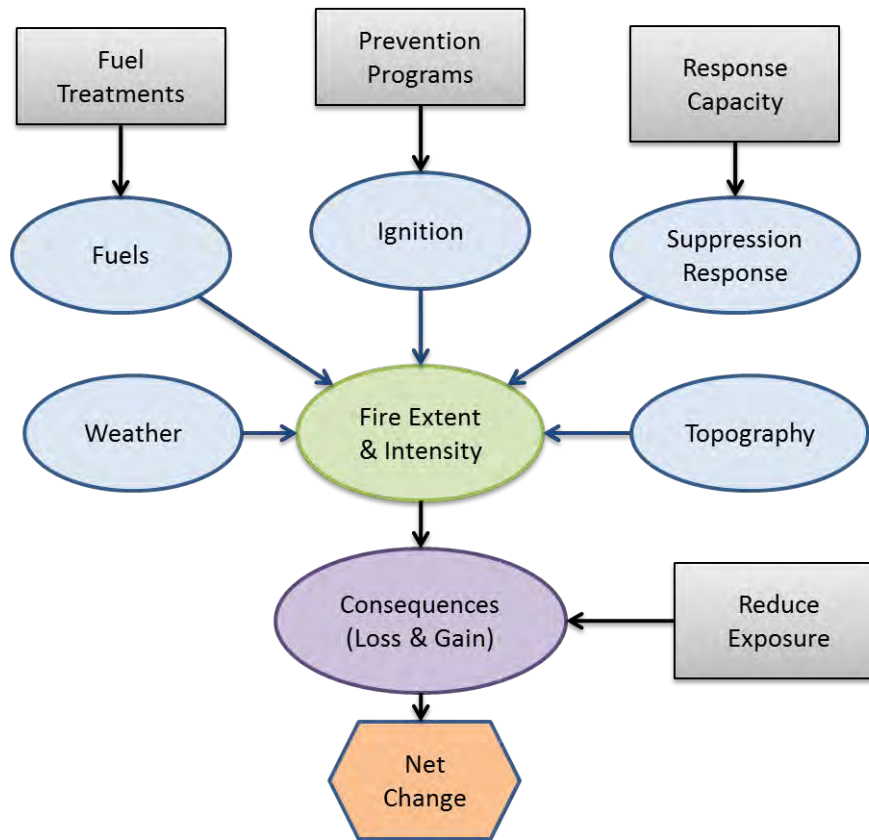 Fuel
Treatments
Prevention
Programs
Response
Capacity
Fuels
Ignition
Suppression
Response
Weather
Fire Extent
& Intensity
Topography
Consequences
(Loss & Gain)
Reduce
Exposure
Net
Change